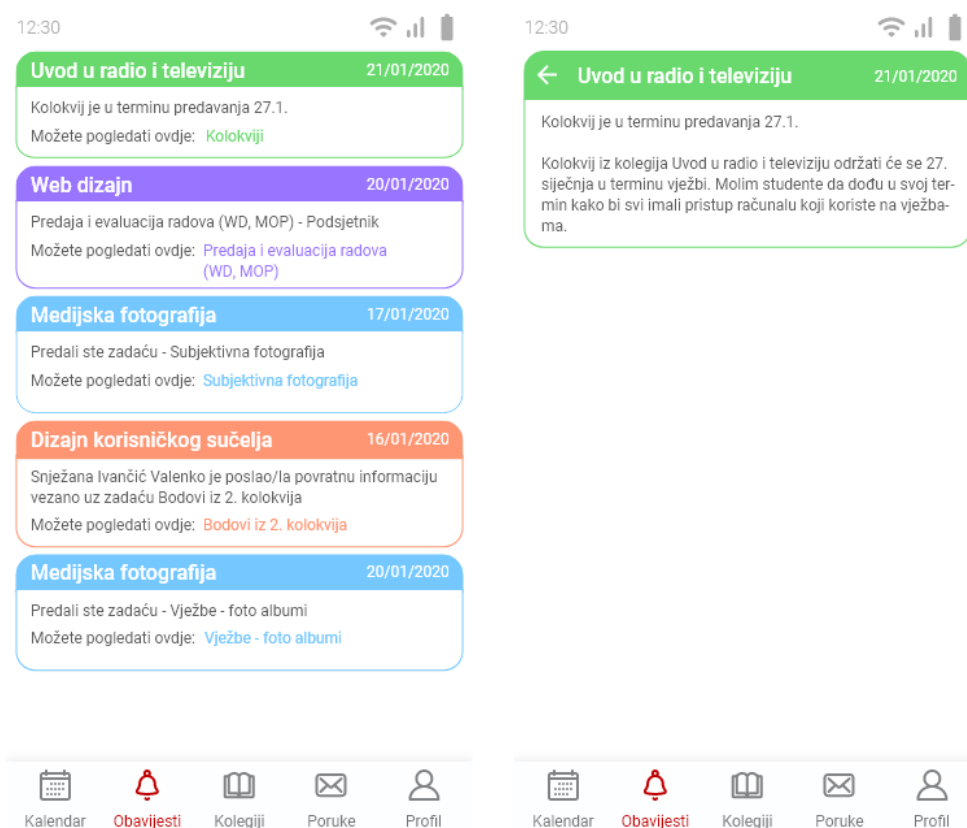 12:30
Uvod u radio i televiziju 21/01/2020
Kolokvij je u terminu predavanja 27.1.
Možete pogledati ovdje: Kolokviji
Web dizajn 20/01/2020
Predaja i evaluacija radova (WD, MOP) - Podsjetnik
Možete pogledati ovdje: Predaja i evaluacija radova
(WD, MOP)
Medijska fotografija 17/01/2020
Predali ste zadaću - Subjektivna fotografija
Možete pogledati ovdje: Subjektivna fotografija
Dizajn korisničkog sučelja 16/01/2020
Snježana Ivančić Valenko je poslao/la povratnu informaciju
vezano uz zadaću Bodovi iz 2. kolokvija
Možete pogledati ovdje: Bodovi iz 2. kolokvija
Medijska fotografija 20/01/2020
Predali ste zadaću - Vježbe - foto albumi
Možete pogledati ovdje: Vježbe - foto albumi
Kalendar Obavijesti Kolegiji Poruke Profil
12:30
Uvod u radio i televiziju 21/01/2020
Kolokvij je u terminu predavanja 27.1.
Kolokvij iz kolegija Uvod u radio i televiziju održati će se 27.
siječnja u terminu vježbi. Molim studente da dođu u svoj ter-
min kako bi svi imali pristup računalu koji koriste na vježba-
ma.
Kalendar Obavijesti Kolegiji Poruke Profil